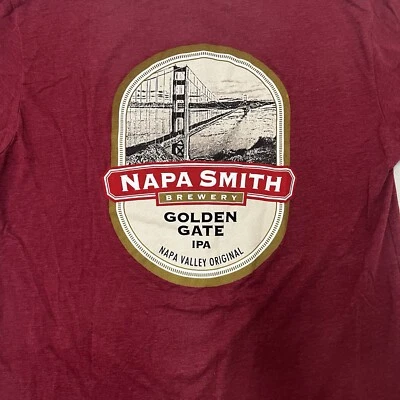 NAPA SMITH
BREWERY
GOLDEN
GATE
IPA
NAPA VALLEY ORIGINAL